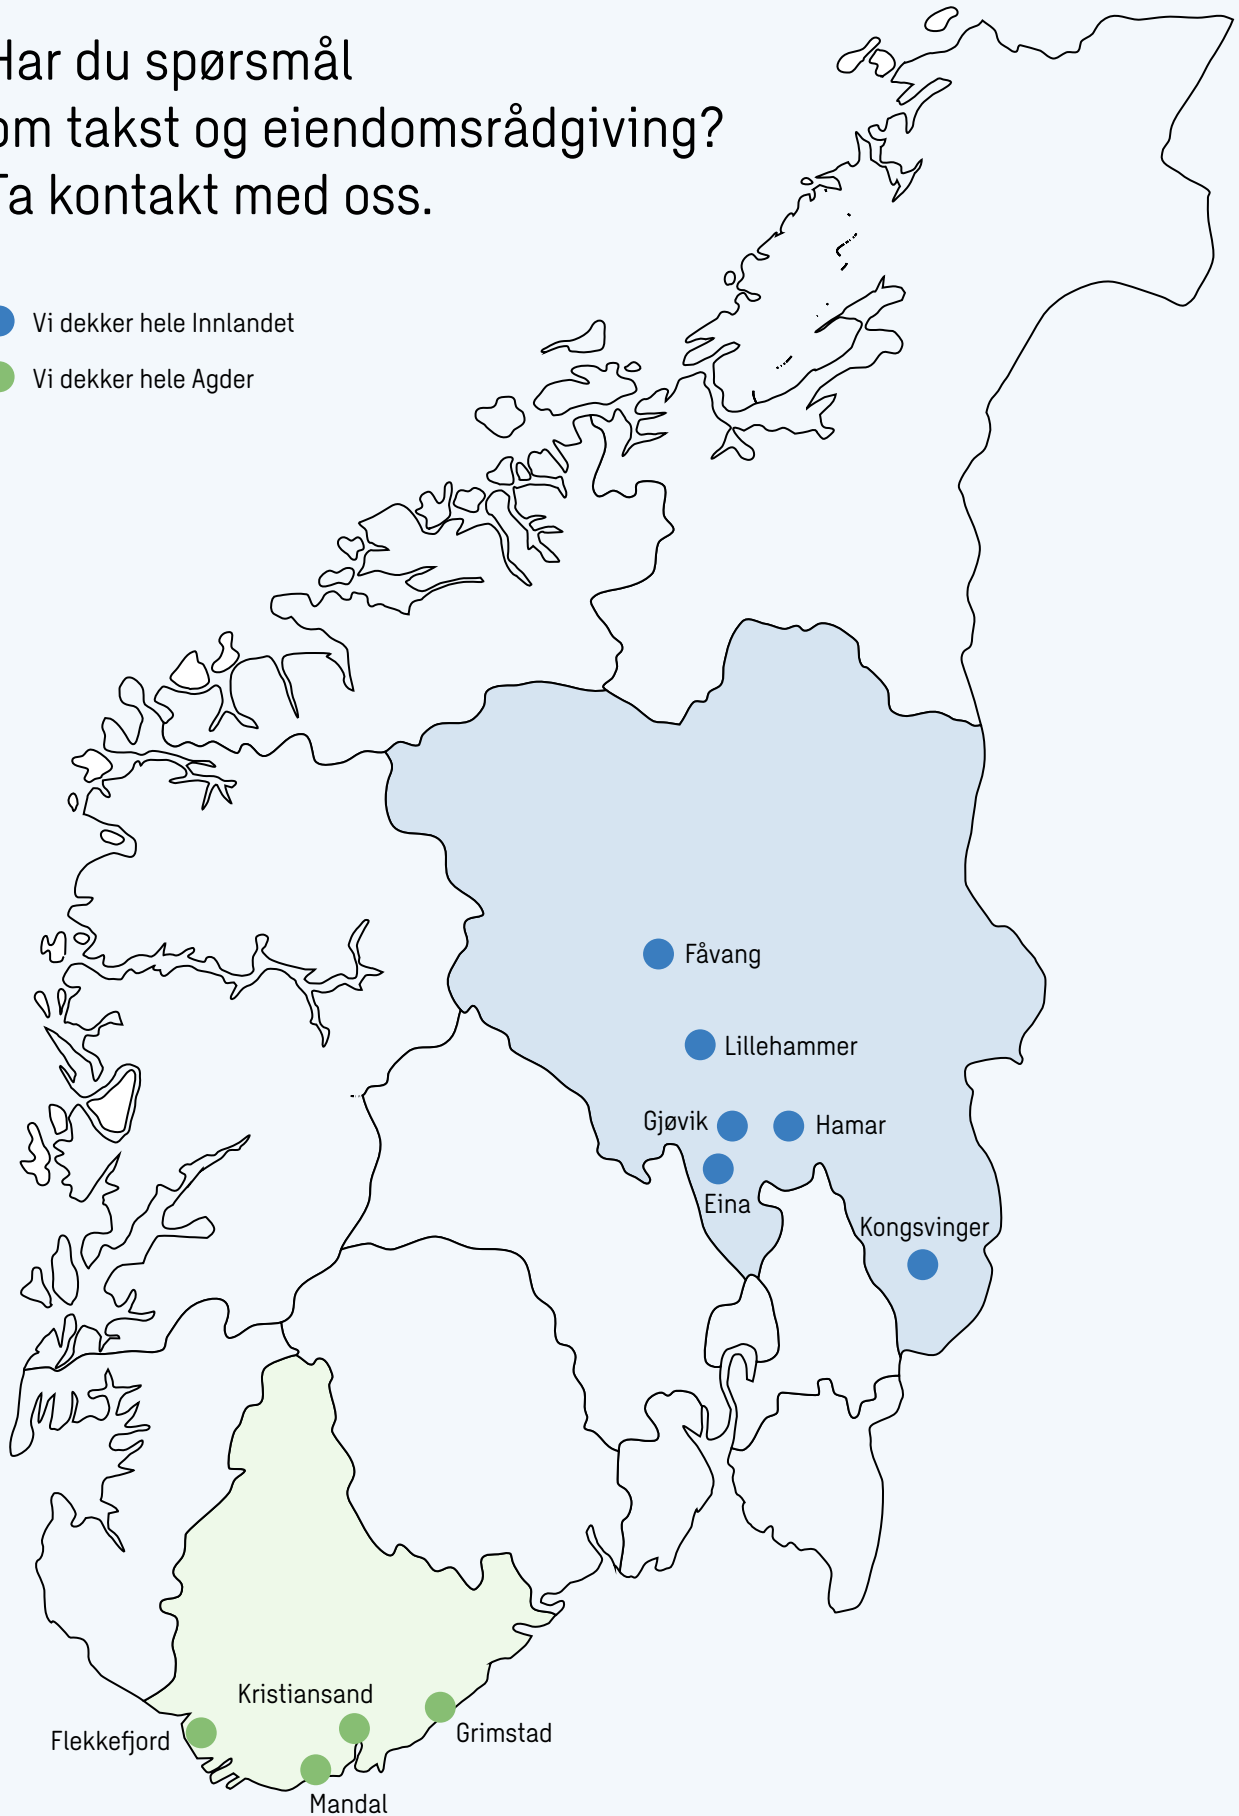 Har du spørsmål
om takst og eiendomsrådgiving?
Ta kontakt med oss.
Vi dekker hele Innlandet
Vi dekker hele Agder
Fåvang
Lillehammer
Gjøvik
Hamar
Eina
Kongsvinger
Kristiansand
Grimstad
Flekkefjord
Mandal